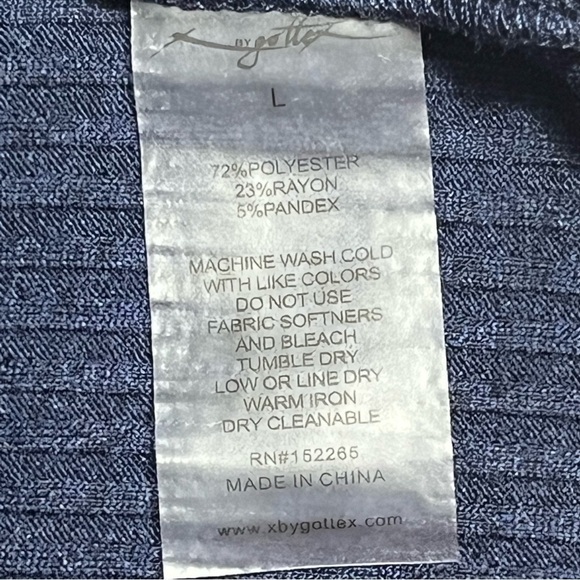 X BY gottex
L
72%POLYESTER
23%RAYON
5%PANDEX
MACHINE WASH COLD
WITH LIKE COLORS
DO NOT USE
FABRIC SOFTNERS
AND BLEACH
TUMBLE DRY
LOW OR LINE DRY
WARM IRON
DRY CLEANABLE
RN#152265
MADE IN CHINA
www.xbygottex.com